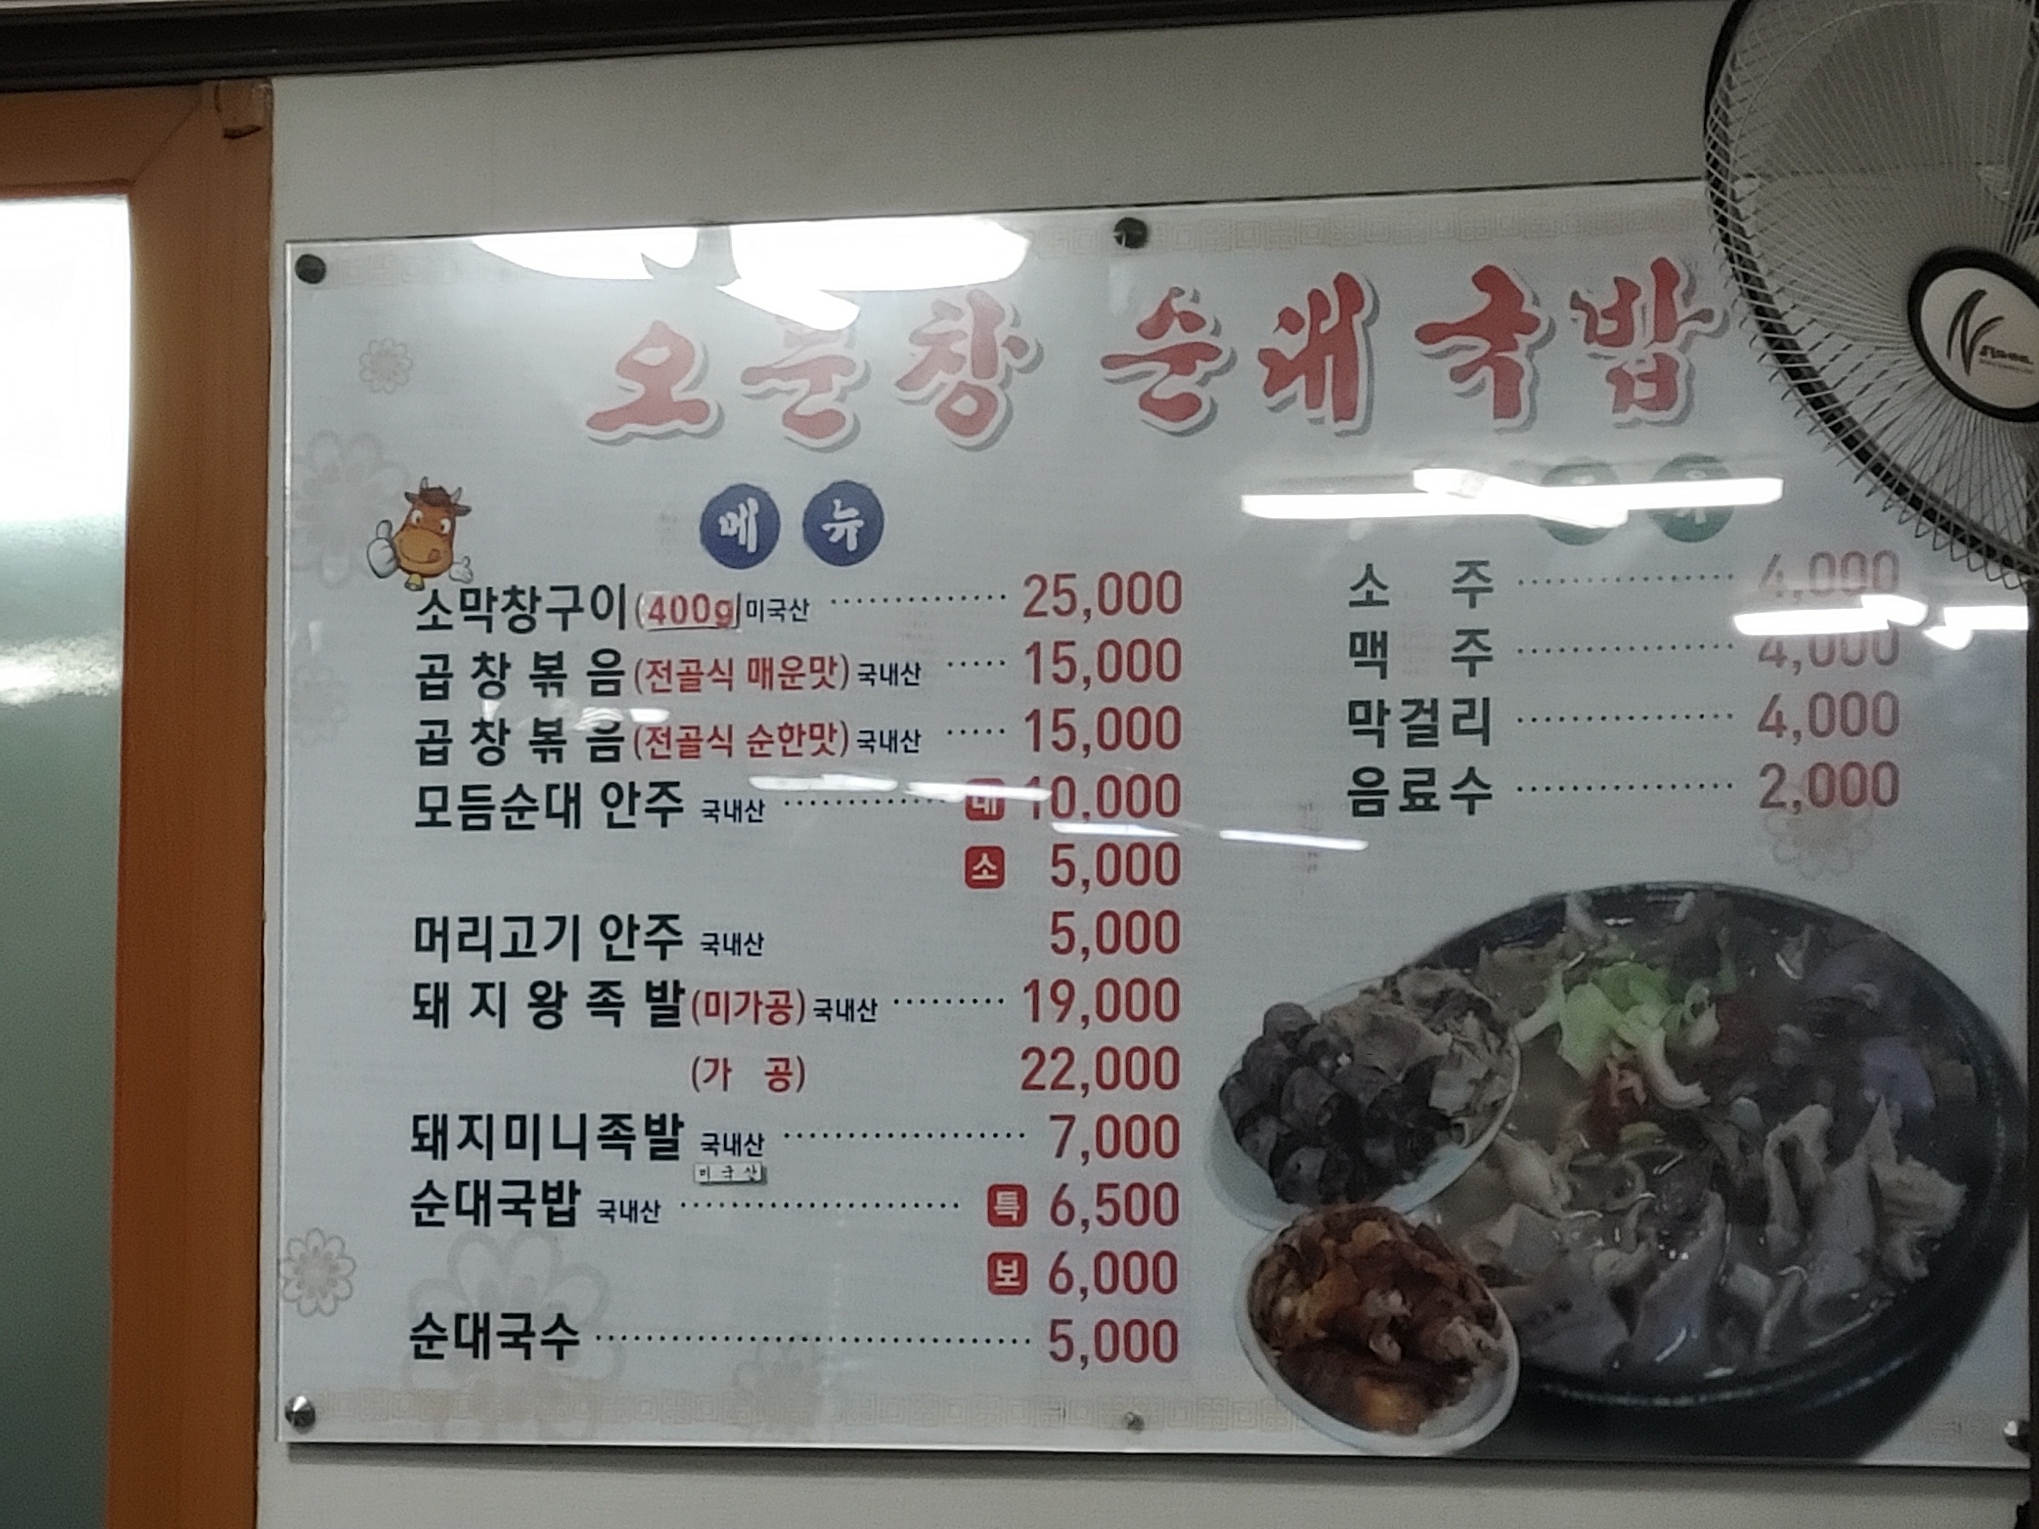 오둔창 순대국밥
메뉴
소막창구이(400g)미국산 25,000
곱창볶음(전골식 매운맛)국내산 15,000
곱창볶음(전골식 순한맛)국내산 15,000
모듬순대 안주 국내산 대 10,000
소 5,000
머리고기 안주 국내산 5,000
돼지왕족발(미가공)국내산 19,000
(가 공) 22,000
돼지미니족발 국내산 7,000
미국산
순대국밥 국내산 특 6,500
보 6,000
순대국수 5,000
소 주 4,000
맥 주 4,000
막걸리 4,000
음료수 2,000